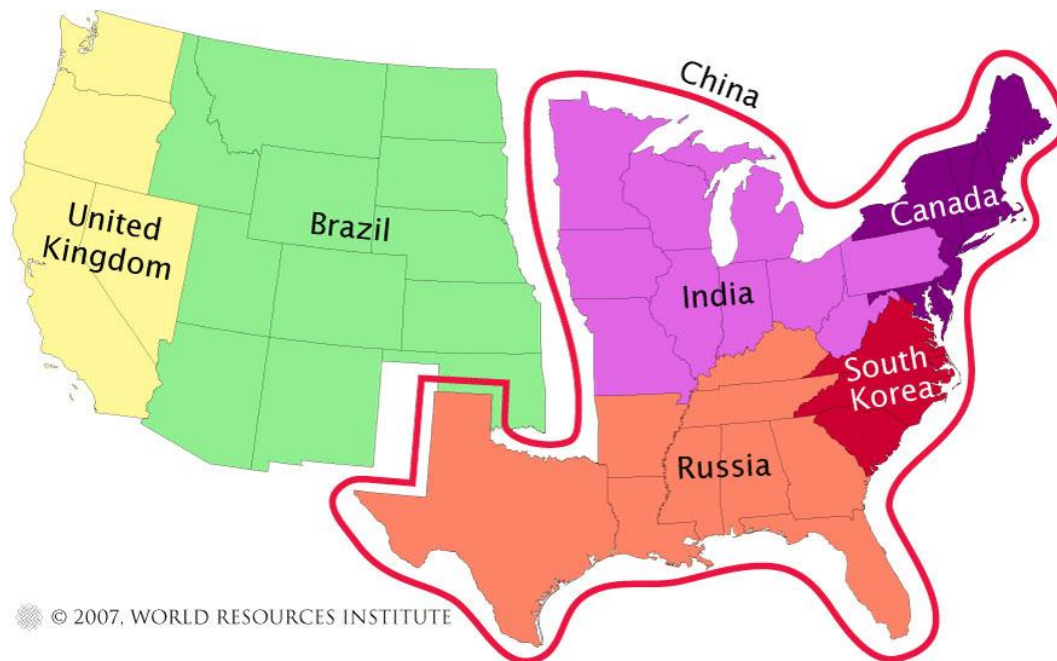 China
Canada
United
Kingdom
Brazil
India
South
Korea
Russia
© 2007, WORLD RESOURCES INSTITUTE